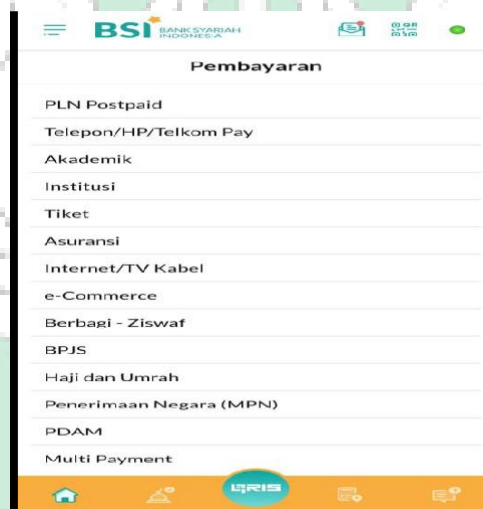 BSI BANK SYARIAH
INDONESIA
Pembayaran
PLN Postpaid
Telepon/HP/Telkom Pay
Akademik
Institusi
Tiket
Asuransi
Internet/TV Kabel
e-Commerce
Berbagi - Ziswaf
BPJS
Haji dan Umrah
Penerimaan Negara (MPN)
PDAM
Multi Payment
QRIS